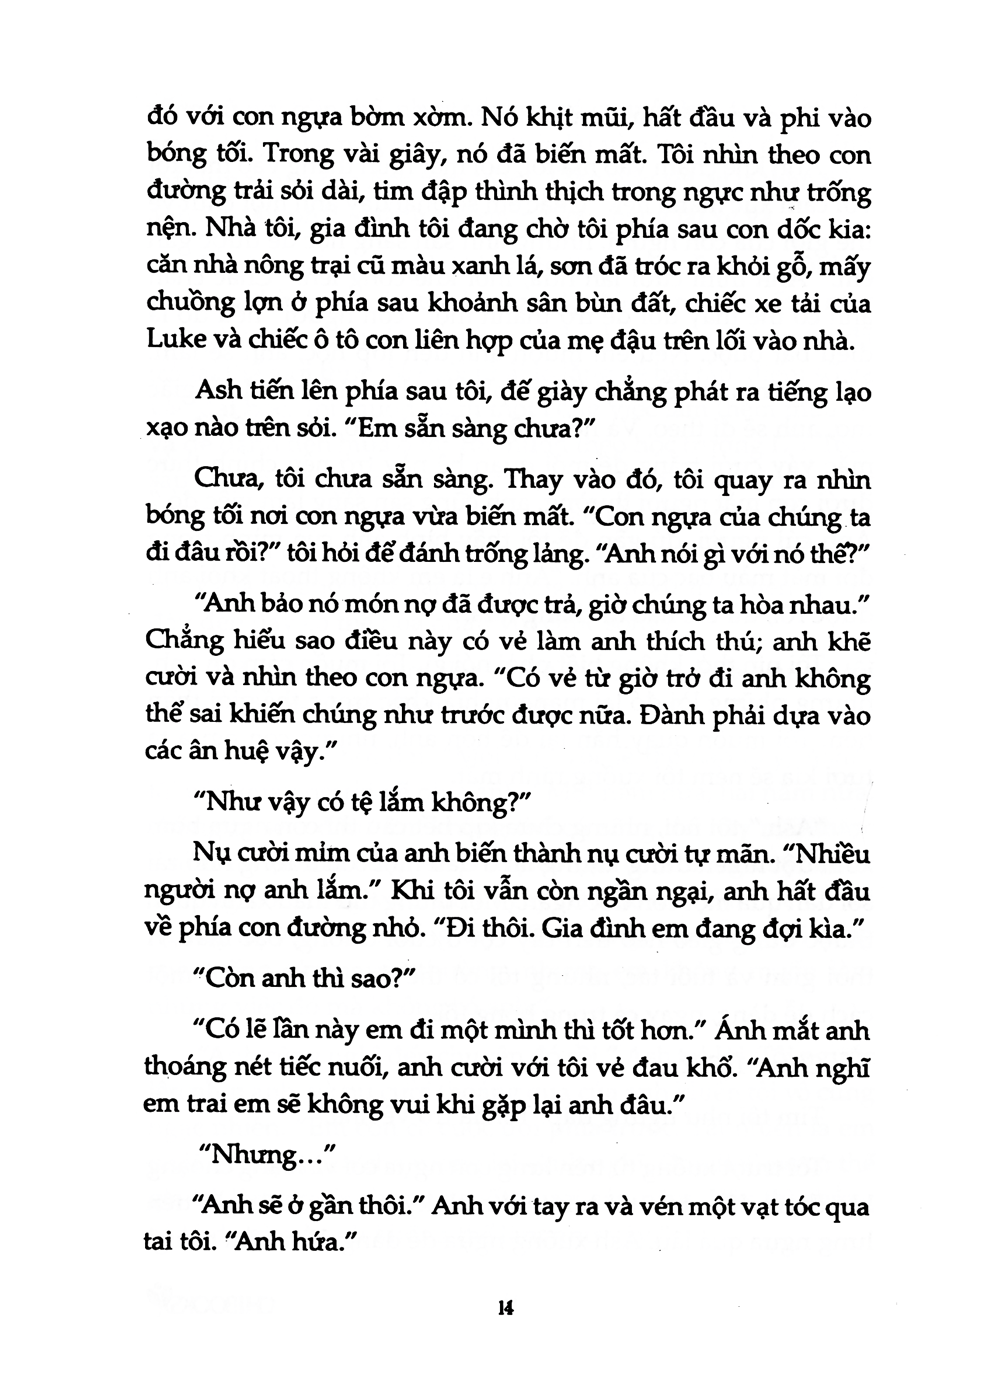 đó với con ngựa bờm xờm. Nó khịt mũi, hất đầu và phi vào
bóng tối. Trong vài giây, nó đã biến mất. Tôi nhìn theo con
đường trải sỏi dài, tim đập thình thịch trong ngực như trống
nện. Nhà tôi, gia đình tôi đang chờ tôi phía sau con dốc kia:
căn nhà nông trại cũ màu xanh lá, sơn đã tróc ra khỏi gỗ, mấy
chuồng lợn ở phía sau khoảnh sân bùn đất, chiếc xe tải của
Luke và chiếc ô tô con liên hợp của mẹ đậu trên lối vào nhà.
Ash tiến lên phía sau tôi, đế giày chẳng phát ra tiếng lạo
xạo nào trên sỏi. “Em sẵn sàng chưa?”
Chưa, tôi chưa sẵn sàng. Thay vào đó, tôi quay ra nhìn
bóng tối nơi con ngựa vừa biến mất. “Con ngựa của chúng ta
đi đâu rồi?” tôi hỏi để đánh trống lảng. “Anh nói gì với nó thế?”
“Anh bảo nó món nợ đã được trả, giờ chúng ta hòa nhau.”
Chẳng hiểu sao điều này có vẻ làm anh thích thú; anh khẽ
cười và nhìn theo con ngựa. “Có vẻ từ giờ trở đi anh không
thể sai khiến chúng như trước được nữa. Đành phải dựa vào
các ân huệ vậy.”
“Như vậy có tệ lắm không?”
Nụ cười mỉm của anh biến thành nụ cười tự mãn. “Nhiều
người nợ anh lắm.” Khi tôi vẫn còn ngần ngại, anh hất đầu
về phía con đường nhỏ. “Đi thôi. Gia đình em đang đợi kìa.”
“Còn anh thì sao?”
“Có lẽ lần này em đi một mình thì tốt hơn.” Ánh mắt anh
thoáng nét tiếc nuối, anh cười với tôi vẻ đau khổ. “Anh nghĩ
em trai em sẽ không vui khi gặp lại anh đâu.”
“Nhưng...”
“Anh sẽ ở gần thôi.” Anh với tay ra và vén một vạt tóc qua
tai tôi. “Anh hứa.”
14